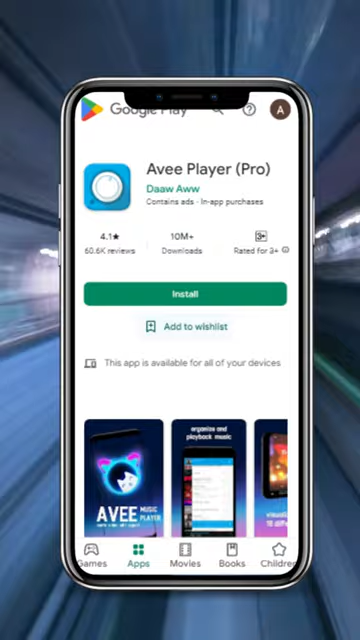 Google Play
A
Avee Player (Pro)
Daaw Aww
Contains ads · In-app purchases
4.1★
60.6K reviews
10M+
Downloads
3+
Rated for 3+
Install
Add to wishlist
This app is available for all of your devices
AVEE MUSIC
PLAYER
organize and
playback music
Games
Apps
Movies
Books
Children